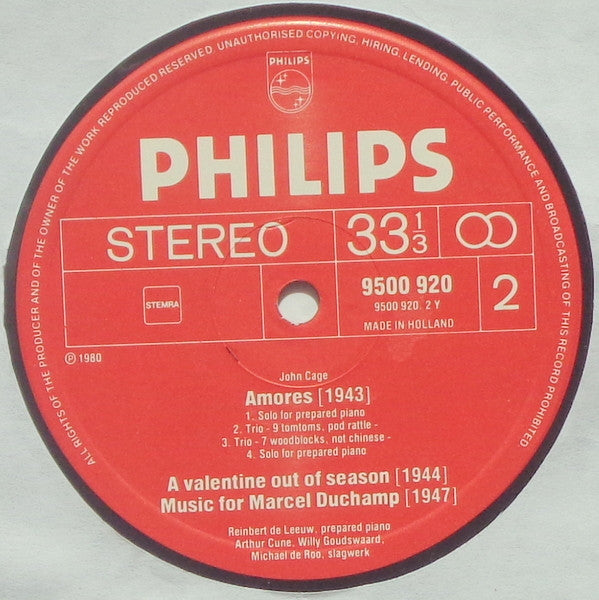 ALL RIGHTS OF THE PRODUCER AND OF THE OWNER OF THE WORK REPRODUCED RESERVED UNAUTHORISED COPYING, HIRING, LENDING, PUBLIC PERFORMANCE AND BROADCASTING OF THIS RECORD PROHIBITED
PHILIPS
PHILIPS
STEREO
33 1/3
STEMRA
9500 920
9500 920. 2 Y
MADE IN HOLLAND
2
℗ 1980
John Cage
Amores [1943]
1. Solo for prepared piano
2. Trio - 9 tomtoms, pod rattle -
3. Trio - 7 woodblocks, not chinese -
4. Solo for prepared piano
A valentine out of season [1944]
Music for Marcel Duchamp [1947]
Reinbert de Leeuw, prepared piano
Arthur Cune, Willy Goudswaard,
Michael de Roo, slagwerk